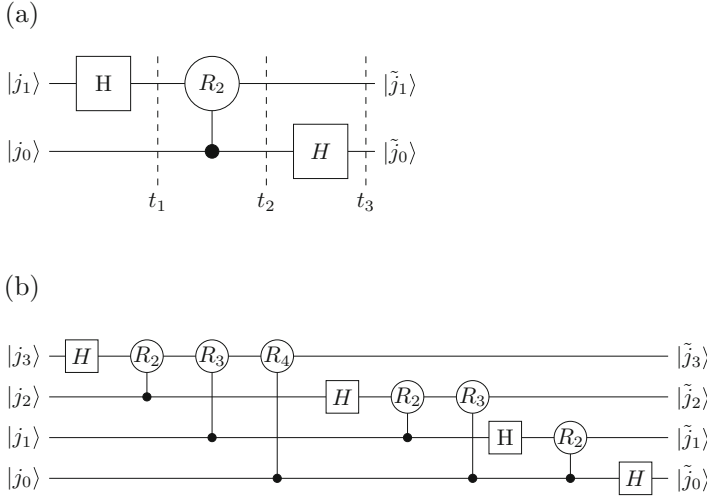 (a)
|j₁⟩ H R₂ |j̃₁⟩
|j₀⟩ H |j̃₀⟩
t₁ t₂ t₃
(b)
|j₃⟩ H R₂ R₃ R₄ |j̃₃⟩
|j₂⟩ H R₂ R₃ |j̃₂⟩
|j₁⟩ H R₂ |j̃₁⟩
|j₀⟩ H |j̃₀⟩